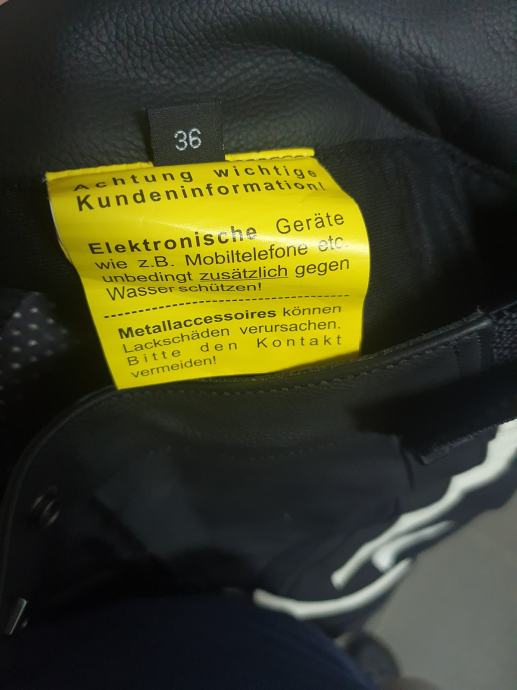 36
Achtung wichtige
Kundeninformation!
Elektronische Geräte
wie z.B. Mobiltelefone etc.
unbedingt zusätzlich gegen
Wasser schützen!
Metallaccessoires können
Lackschäden verursachen.
Bitte den Kontakt
vermeiden!